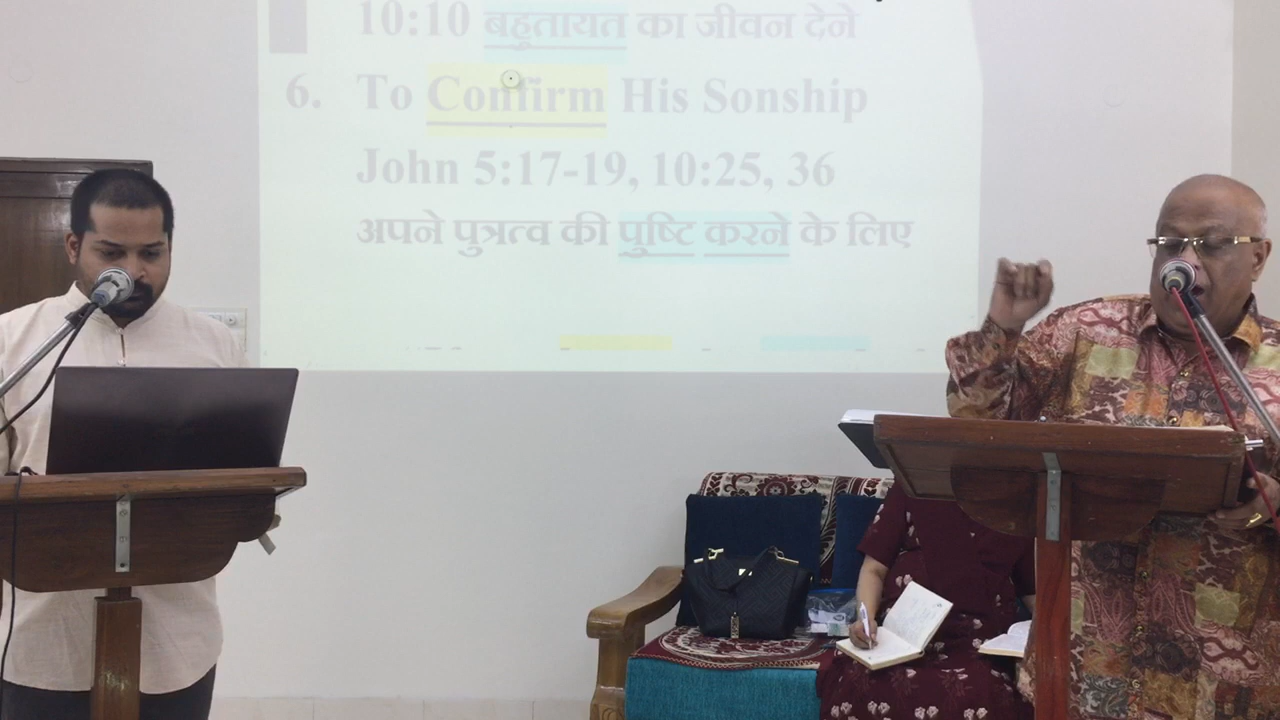 10:10 बहुतायत का जीवन देने
6. To Confirm His Sonship
John 5:17-19, 10:25, 36
अपने पुत्रत्व की पुष्टि करने के लिए